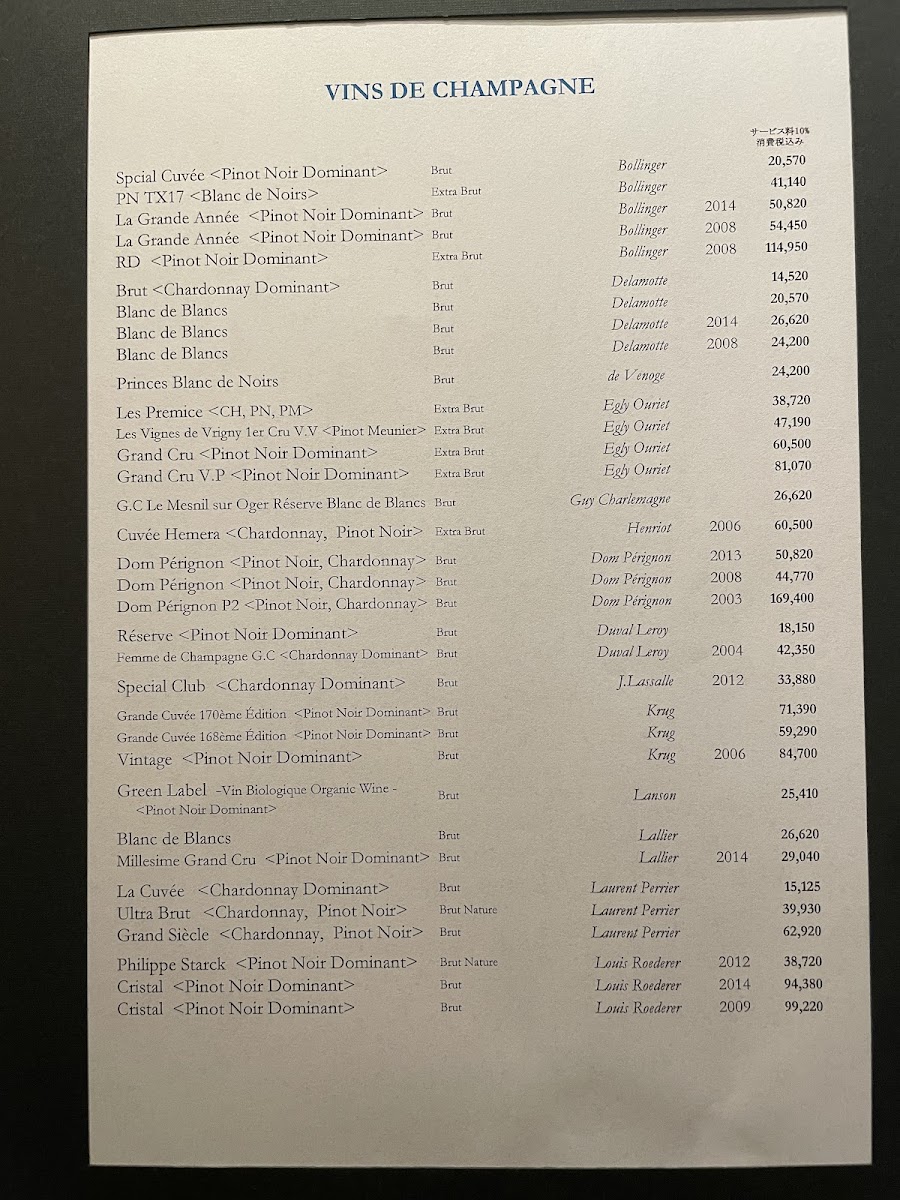 VINS DE CHAMPAGNE
サービス料10%
消費税込み
Spcial Cuvée <Pinot Noir Dominant> Brut Bollinger 20,570
PN TX17 <Blanc de Noirs> Extra Brut Bollinger 41,140
La Grande Année <Pinot Noir Dominant> Brut Bollinger 2014 50,820
La Grande Année <Pinot Noir Dominant> Brut Bollinger 2008 54,450
RD <Pinot Noir Dominant> Extra Brut Bollinger 2008 114,950
Brut <Chardonnay Dominant> Brut Delamotte 14,520
Blanc de Blancs Brut Delamotte 20,570
Blanc de Blancs Brut Delamotte 2014 26,620
Blanc de Blancs Brut Delamotte 2008 24,200
Princes Blanc de Noirs Brut de Venoge 24,200
Les Premice <CH, PN, PM> Extra Brut Egly Ouriet 38,720
Les Vignes de Vrigny 1er Cru V.V <Pinot Meunier> Extra Brut Egly Ouriet 47,190
Grand Cru <Pinot Noir Dominant> Extra Brut Egly Ouriet 60,500
Grand Cru V.P <Pinot Noir Dominant> Extra Brut Egly Ouriet 81,070
G.C Le Mesnil sur Oger Réserve Blanc de Blancs Brut Guy Charlemagne 26,620
Cuvée Hemera <Chardonnay, Pinot Noir> Extra Brut Henriot 2006 60,500
Dom Pérignon <Pinot Noir, Chardonnay> Brut Dom Pérignon 2013 50,820
Dom Pérignon <Pinot Noir, Chardonnay> Brut Dom Pérignon 2008 44,770
Dom Pérignon P2 <Pinot Noir, Chardonnay> Brut Dom Pérignon 2003 169,400
Réserve <Pinot Noir Dominant> Brut Duval Leroy 18,150
Femme de Champagne G.C <Chardonnay Dominant> Brut Duval Leroy 2004 42,350
Special Club <Chardonnay Dominant> Brut J.Lassalle 2012 33,880
Grande Cuvée 170ème Édition <Pinot Noir Dominant> Brut Krug 71,390
Grande Cuvée 168ème Édition <Pinot Noir Dominant> Brut Krug 59,290
Vintage <Pinot Noir Dominant> Brut Krug 2006 84,700
Green Label -Vin Biologique Organic Wine - Brut Lanson 25,410
<Pinot Noir Dominant>
Blanc de Blancs Brut Lallier 26,620
Millesime Grand Cru <Pinot Noir Dominant> Brut Lallier 2014 29,040
La Cuvée <Chardonnay Dominant> Brut Laurent Perrier 15,125
Ultra Brut <Chardonnay, Pinot Noir> Brut Nature Laurent Perrier 39,930
Grand Siècle <Chardonnay, Pinot Noir> Brut Laurent Perrier 62,920
Philippe Starck <Pinot Noir Dominant> Brut Nature Louis Roederer 2012 38,720
Cristal <Pinot Noir Dominant> Brut Louis Roederer 2014 94,380
Cristal <Pinot Noir Dominant> Brut Louis Roederer 2009 99,220